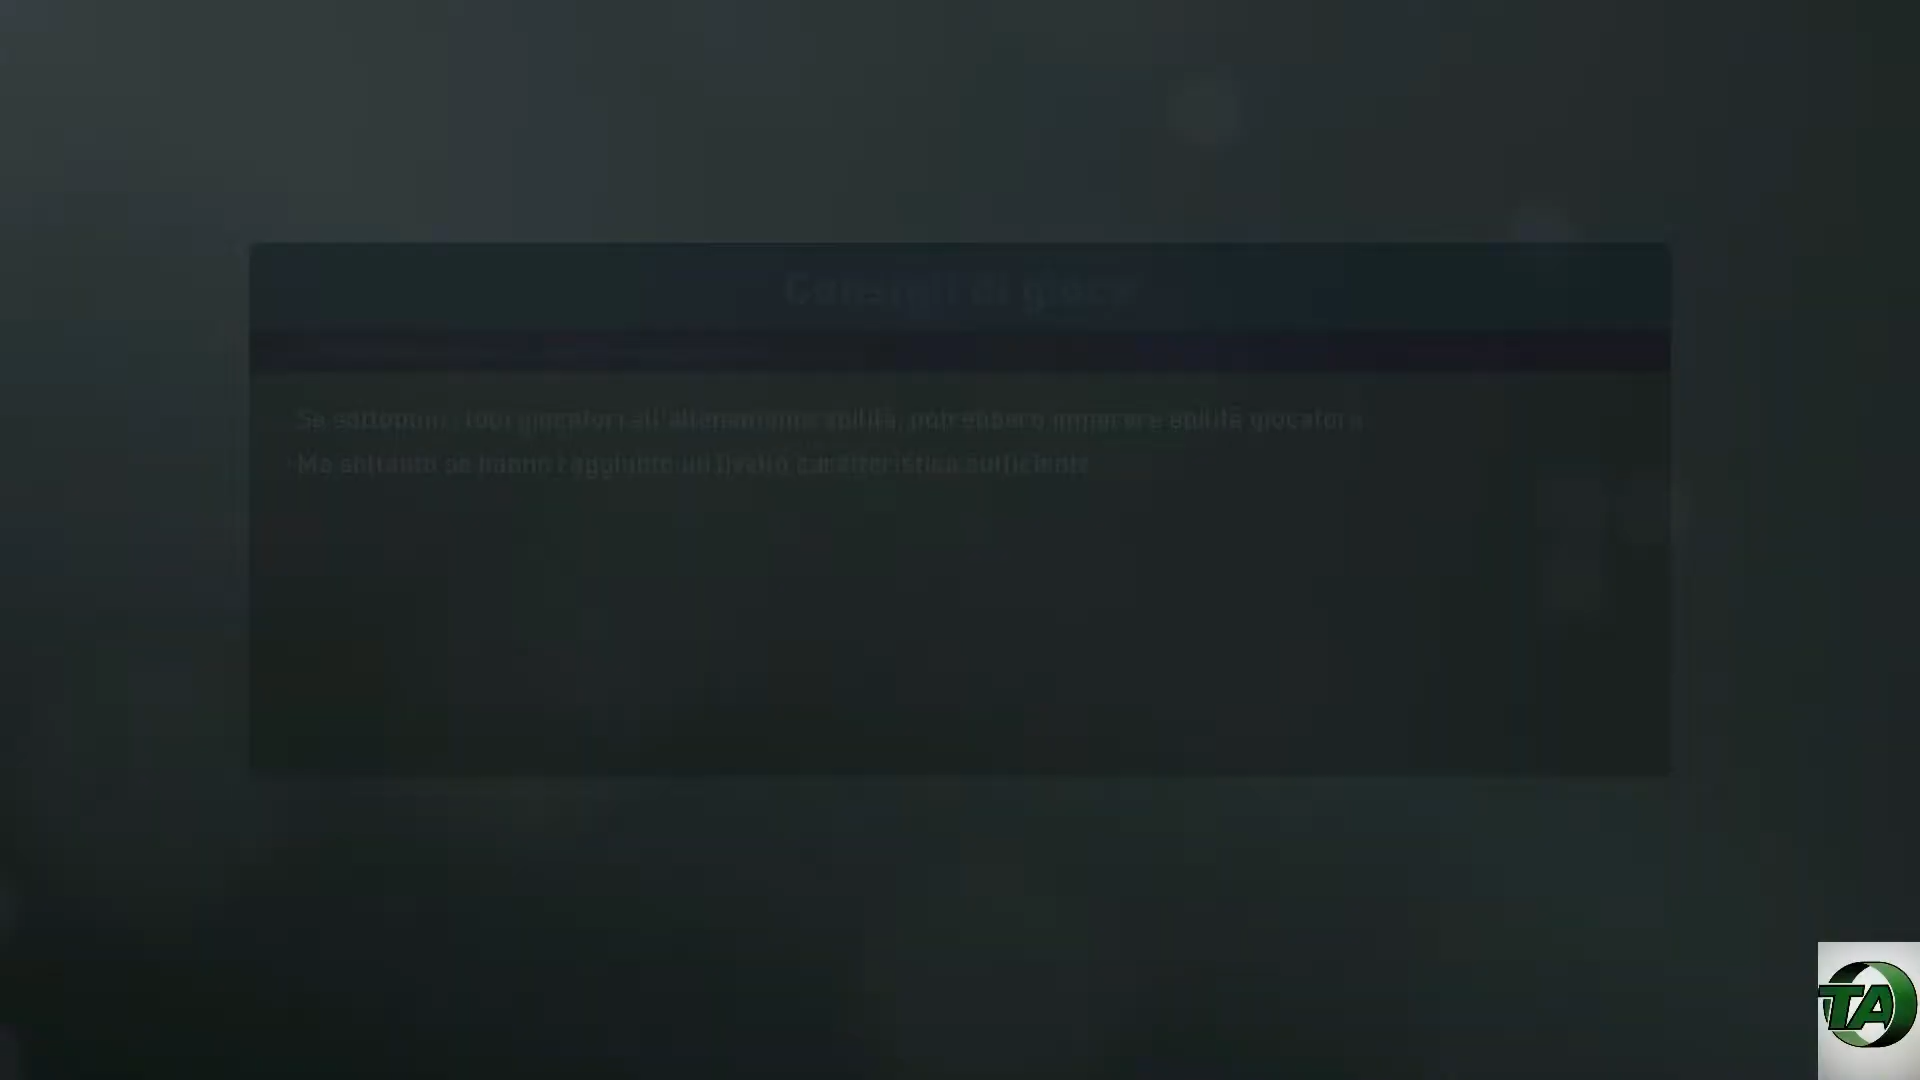 Consigli di gioco
Se sottoponi i tuoi giocatori all'allenamento abilità, potrebbero imparare abilità giocatore.
Ma soltanto se hanno raggiunto un livello caratteristica sufficiente.
TA